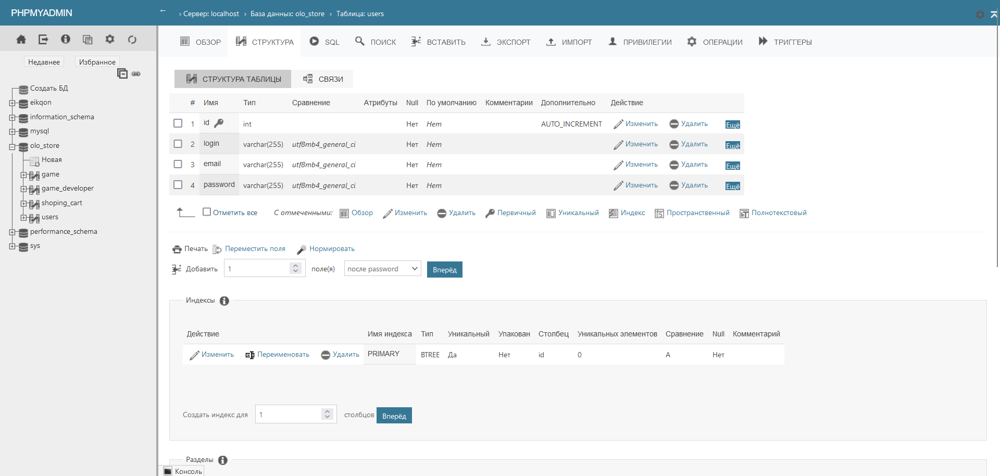 PHPMYADMIN
←
› Сервер: localhost › База данных: olo_store › Таблица: users
Недавнее Избранное
Создать БД
eikqon
information_schema
mysql
olo_store
Новая
game
game_developer
shoping_cart
users
performance_schema
sys
ОБЗОР СТРУКТУРА SQL ПОИСК ВСТАВИТЬ ЭКСПОРТ ИМПОРТ ПРИВИЛЕГИИ ОПЕРАЦИИ ТРИГГЕРЫ
СТРУКТУРА ТАБЛИЦЫ СВЯЗИ
# Имя Тип Сравнение Атрибуты Null По умолчанию Комментарии Дополнительно Действие
1 id int Нет Нет AUTO_INCREMENT Изменить Удалить Ещё
2 login varchar(255) utf8mb4_general_ci Нет Нет Изменить Удалить Ещё
3 email varchar(255) utf8mb4_general_ci Нет Нет Изменить Удалить Ещё
4 password varchar(255) utf8mb4_general_ci Нет Нет Изменить Удалить Ещё
Отметить все С отмеченными: Обзор Изменить Удалить Первичный Уникальный Индекс Пространственный Полнотекстовый
Печать Переместить поля Нормировать
Добавить 1 поле(я) после password Вперёд
Индексы
Действие Имя индекса Тип Уникальный Упакован Столбец Уникальных элементов Сравнение Null Комментарий
Изменить Переименовать Удалить PRIMARY BTREE Да Нет id 0 A Нет
Создать индекс для 1 столбцов Вперёд
Разделы
Консоль